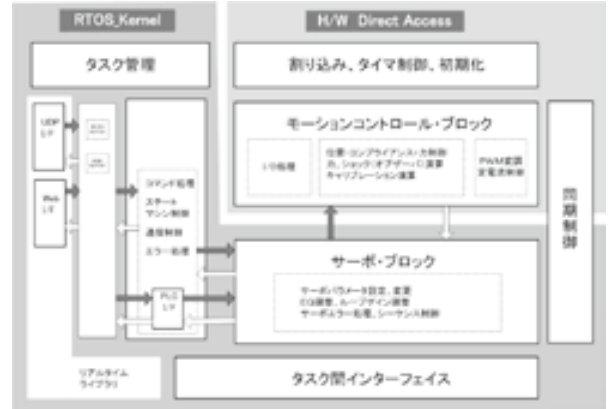 RTOS_Kernel
H/W Direct Access
タスク管理
割り込み、タイマ制御、初期化
UDP
I/F
Web
I/F
コマンド処理
ステート
マシン制御
通信制御
エラー処理
PLC
I/F
リアルタイム
ライブラリ
モーションコントロール・ブロック
I/O処理
位置・コンプライアンス・力制御
力、ショック(オブザーバ)演算
キャリブレーション演算
PWM変調
定電流制御
サーボ・ブロック
サーボパラメータ設定、変更
EQ調整、ループゲイン調整
サーボエラー処理、シーケンス制御
同期制御
タスク間インターフェイス